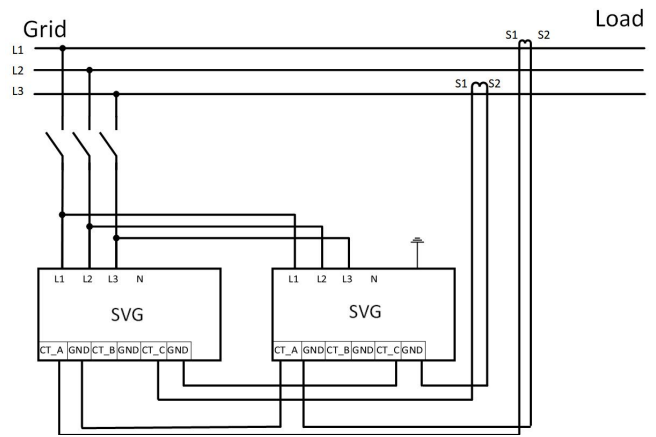 Grid Load
L1 S1 S2
L2
L3 S1 S2
L1 L2 L3 N L1 L2 L3 N
SVG SVG
CT_A GND CT_B GND CT_C GND CT_A GND CT_B GND CT_C GND